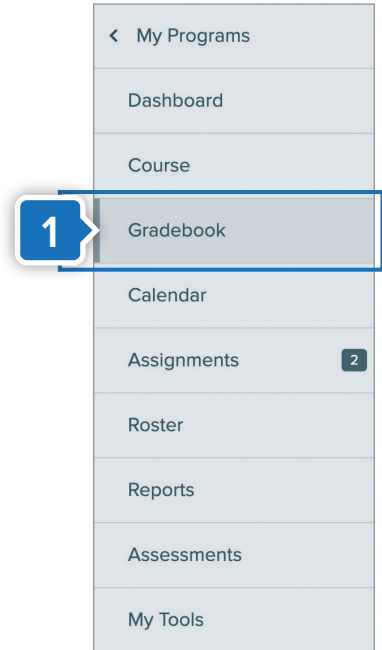 < My Programs
Dashboard
Course
1
Gradebook
Calendar
Assignments 2
Roster
Reports
Assessments
My Tools